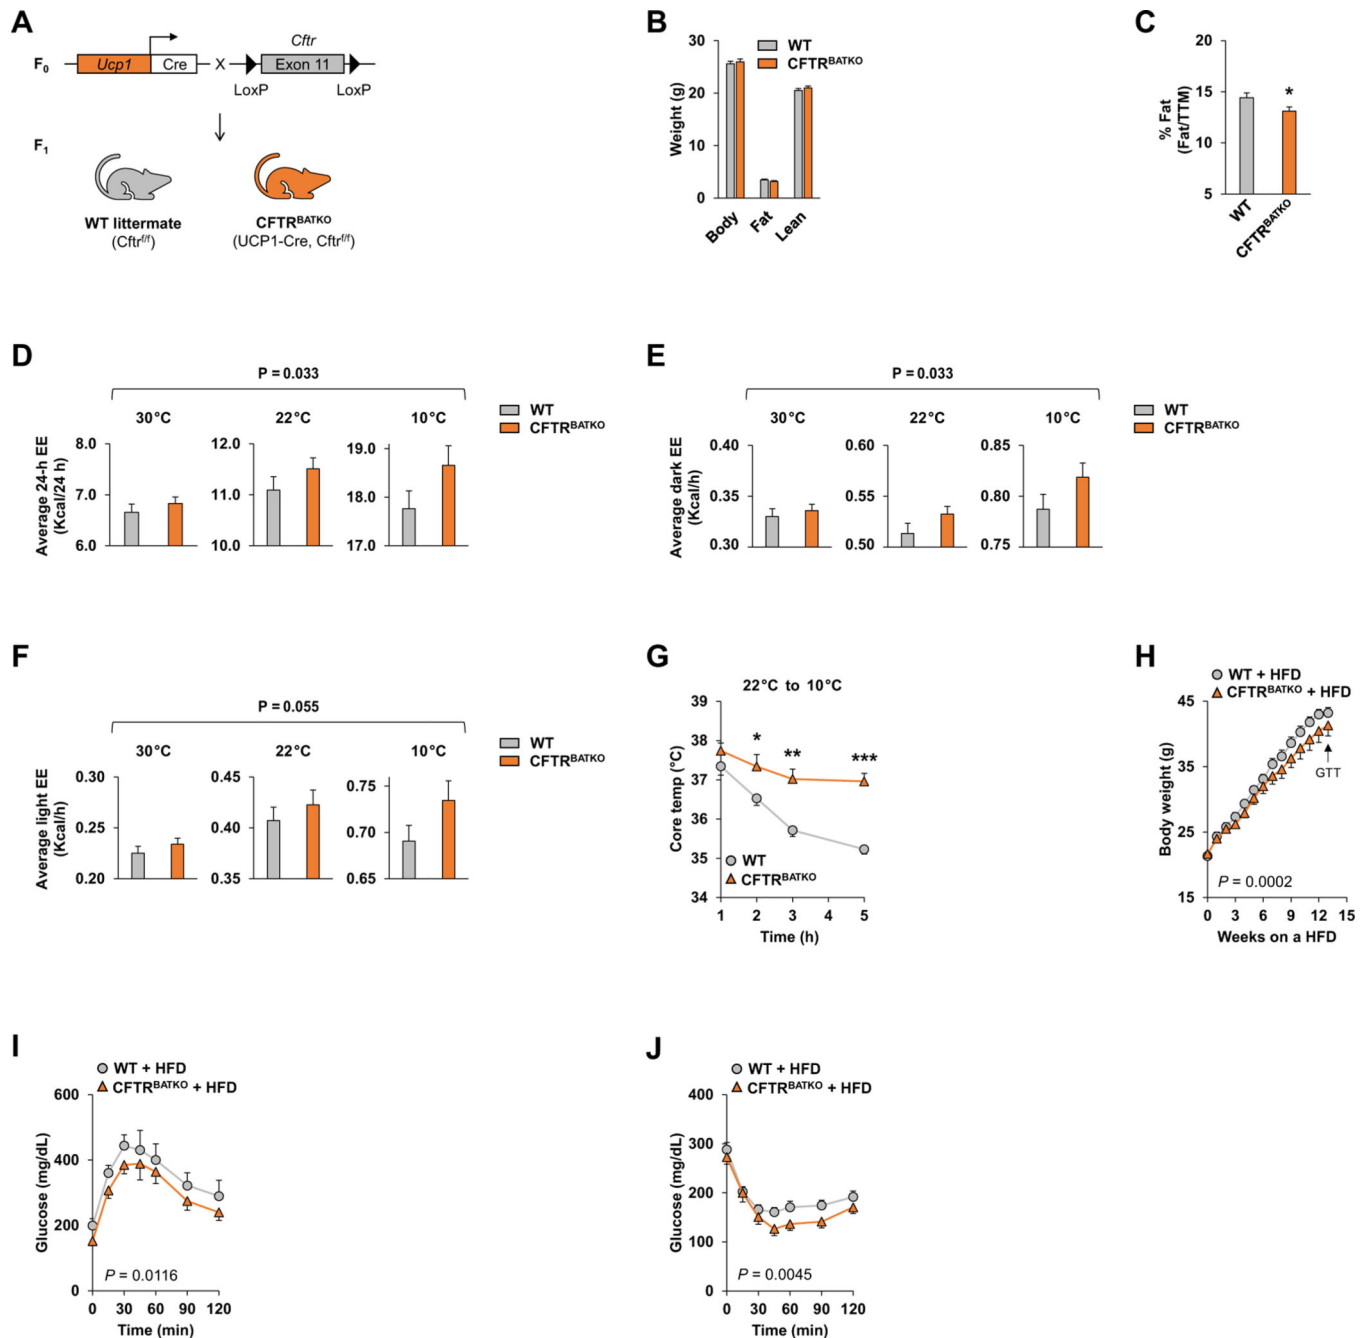 A
Cftr
F0
Ucp1
Cre
X
Exon 11
LoxP
LoxP
F1
WT littermate
(Cftrf/f)
CFTRBATKO
(UCP1-Cre, Cftrf/f)
B
WT
CFTRBATKO
Weight (g)
30
20
10
0
Body
Fat
Lean
C
% Fat
(Fat/TTM)
20
15
10
5
*
WT
CFTRBATKO
D
P = 0.033
30°C
22°C
10°C
WT
CFTRBATKO
Average 24-h EE
(Kcal/24 h)
8.0
7.0
6.0
12.0
11.0
10.0
19.0
18.0
17.0
E
P = 0.033
30°C
22°C
10°C
WT
CFTRBATKO
Average dark EE
(Kcal/h)
0.40
0.35
0.30
0.60
0.55
0.50
0.85
0.80
0.75
F
P = 0.055
30°C
22°C
10°C
WT
CFTRBATKO
Average light EE
(Kcal/h)
0.30
0.25
0.20
0.45
0.40
0.35
0.75
0.70
0.65
G
22°C to 10°C
Core temp (°C)
39
38
37
36
35
34
*
**
***
WT
CFTRBATKO
1 2 3 4 5
Time (h)
H
WT + HFD
CFTRBATKO + HFD
Body weight (g)
45
35
25
15
GTT
P = 0.0002
0 3 6 9 12 15
Weeks on a HFD
I
WT + HFD
CFTRBATKO + HFD
Glucose (mg/dL)
600
400
200
0
P = 0.0116
0 30 60 90 120
Time (min)
J
WT + HFD
CFTRBATKO + HFD
Glucose (mg/dL)
400
300
200
100
0
P = 0.0045
0 30 60 90 120
Time (min)